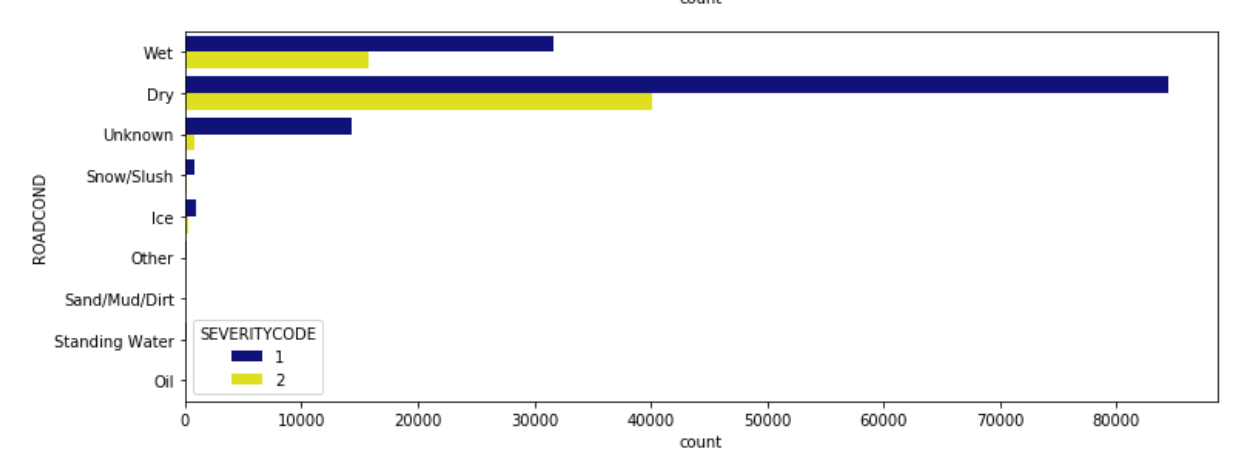 count
Wet
Dry
Unknown
Snow/Slush
Ice
Other
Sand/Mud/Dirt
Standing Water
Oil
ROADCOND
SEVERITYCODE
1
2
0 10000 20000 30000 40000 50000 60000 70000 80000
count